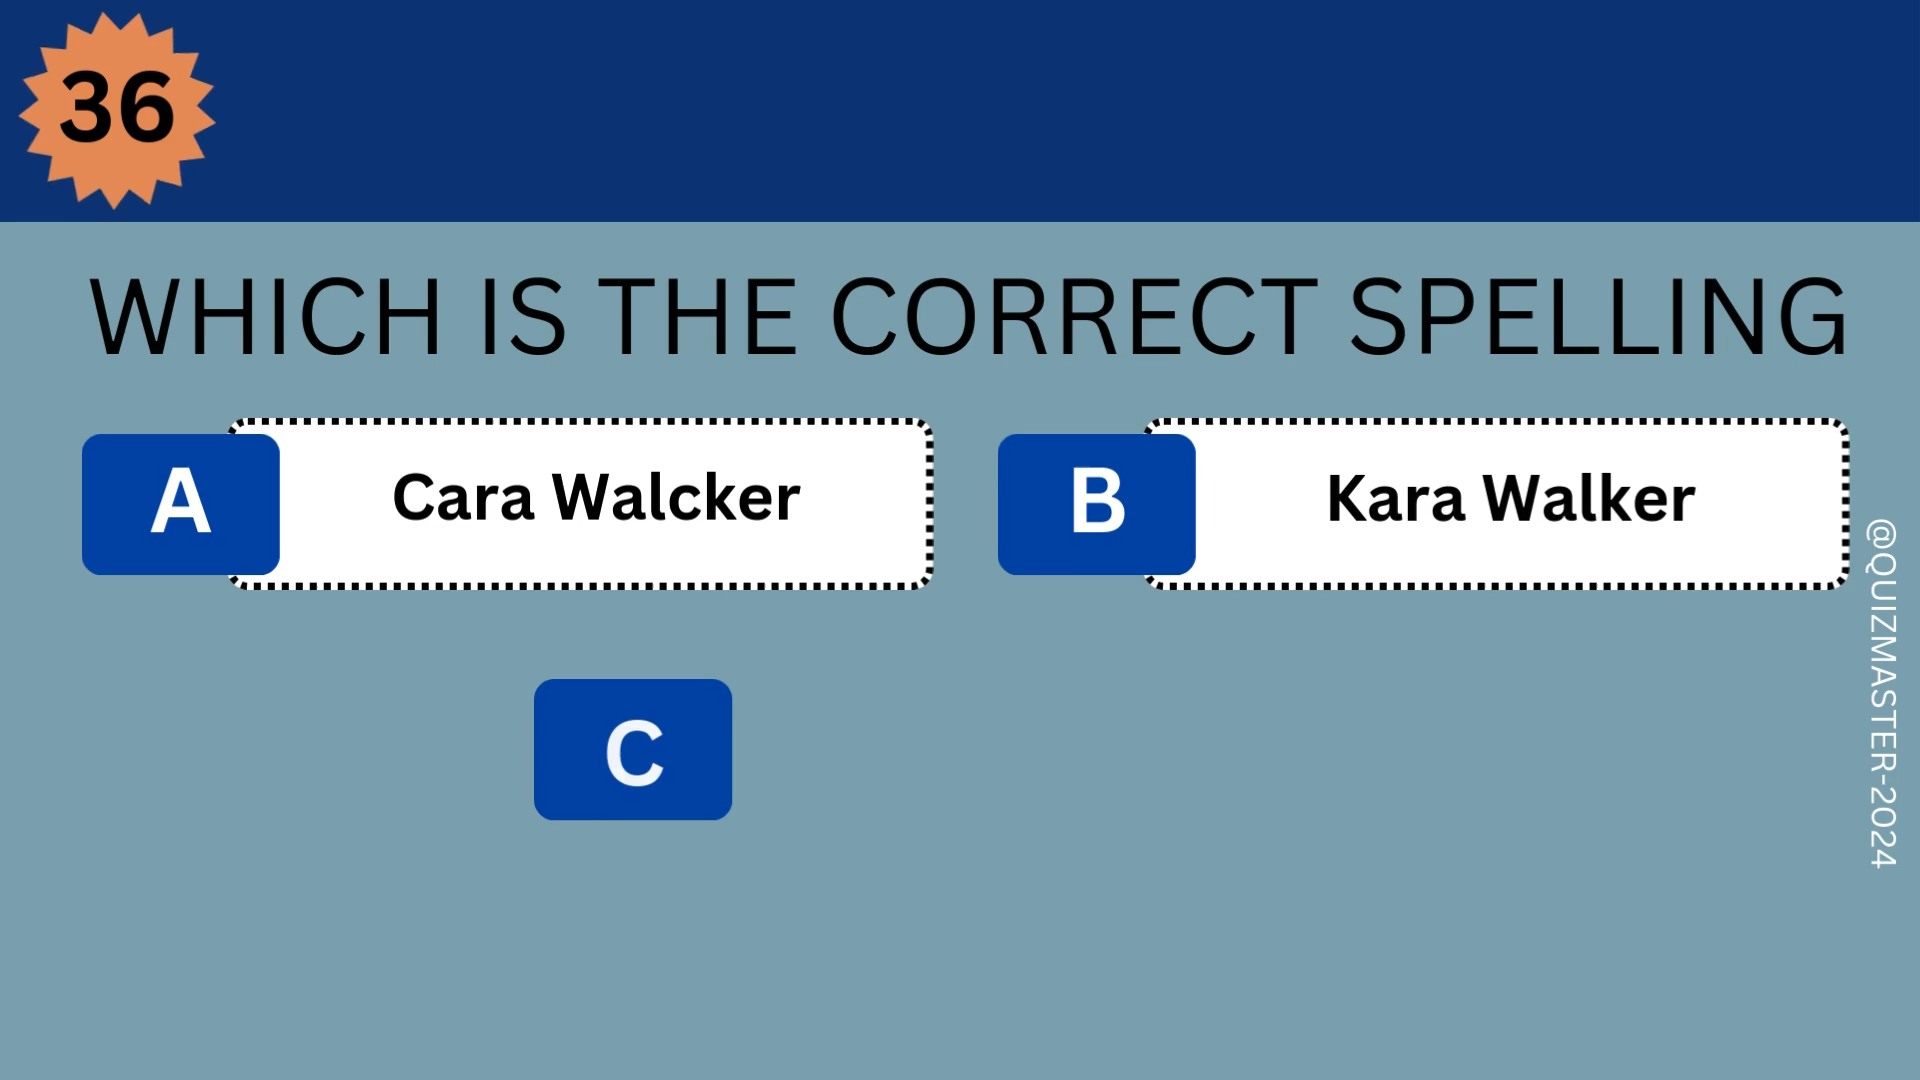 36
WHICH IS THE CORRECT SPELLING
A
Cara Walcker
B
Kara Walker
C
@QUIZMASTER-2024